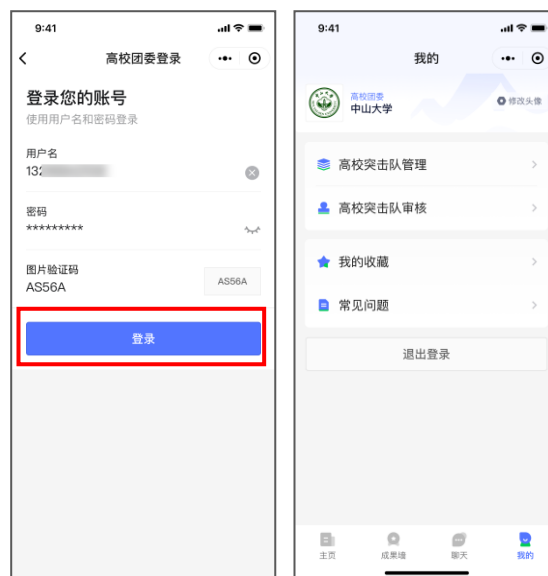 9:41
高校团委登录
登录您的账号
使用用户名和密码登录
用户名
132
密码
*********
图片验证码
AS56A
AS56A
登录
9:41
我的
高校团委
中山大学
修改头像
高校突击队管理
高校突击队审核
我的收藏
常见问题
退出登录
主页
成果墙
聊天
我的